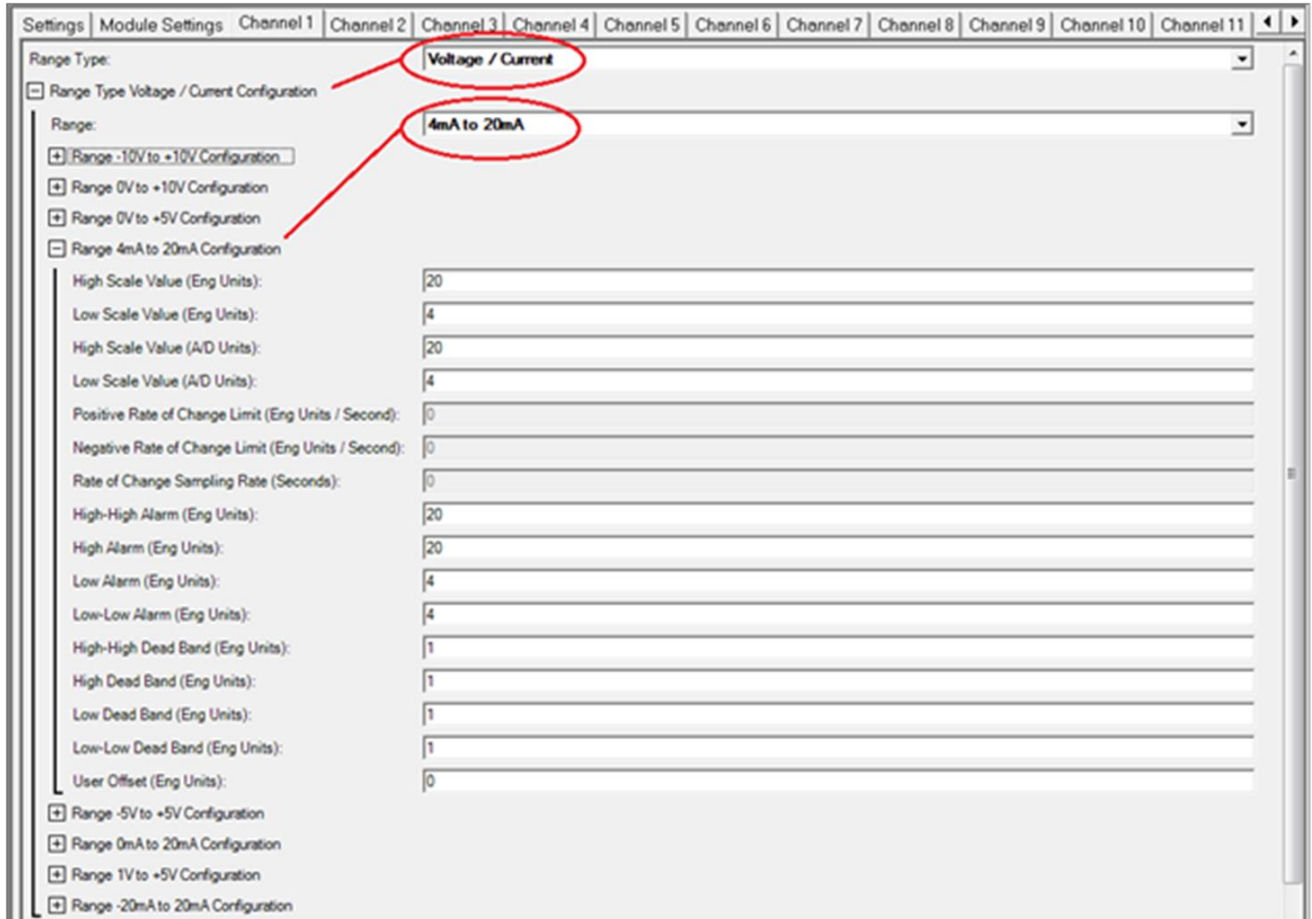 Settings Module Settings Channel 1 Channel 2 Channel 3 Channel 4 Channel 5 Channel 6 Channel 7 Channel 8 Channel 9 Channel 10 Channel 11
Range Type: Voltage / Current
Range Type Voltage / Current Configuration
Range: 4mA to 20mA
Range -10V to +10V Configuration
Range 0V to +10V Configuration
Range 0V to +5V Configuration
Range 4mA to 20mA Configuration
High Scale Value (Eng Units): 20
Low Scale Value (Eng Units): 4
High Scale Value (A/D Units): 20
Low Scale Value (A/D Units): 4
Positive Rate of Change Limit (Eng Units / Second): 0
Negative Rate of Change Limit (Eng Units / Second): 0
Rate of Change Sampling Rate (Seconds): 0
High-High Alarm (Eng Units): 20
High Alarm (Eng Units): 20
Low Alarm (Eng Units): 4
Low-Low Alarm (Eng Units): 4
High-High Dead Band (Eng Units): 1
High Dead Band (Eng Units): 1
Low Dead Band (Eng Units): 1
Low-Low Dead Band (Eng Units): 1
User Offset (Eng Units): 0
Range -5V to +5V Configuration
Range 0mA to 20mA Configuration
Range 1V to +5V Configuration
Range -20mA to 20mA Configuration